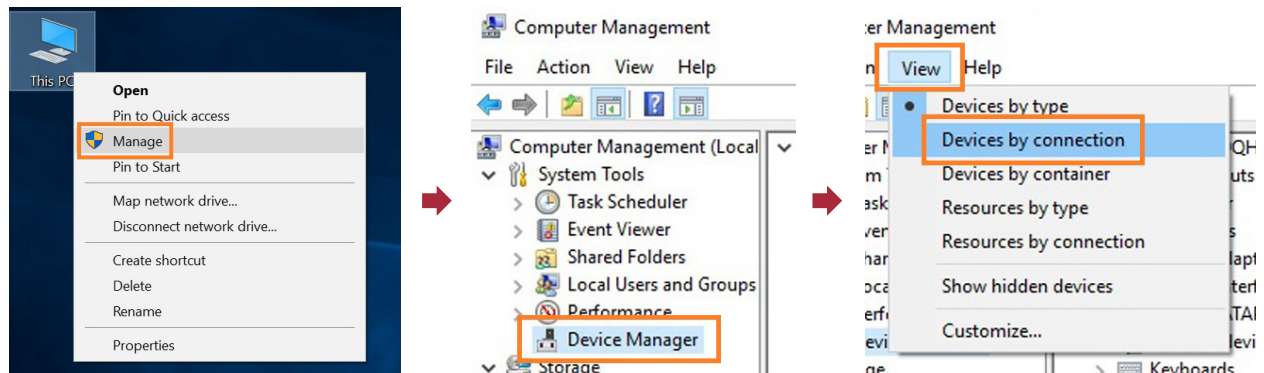 This PC
Open
Pin to Quick access
Manage
Pin to Start
Map network drive...
Disconnect network drive...
Create shortcut
Delete
Rename
Properties
Computer Management
File Action View Help
Computer Management (Local
System Tools
Task Scheduler
Event Viewer
Shared Folders
Local Users and Groups
Performance
Device Manager
Storage
er Management
n View Help
Devices by type
Devices by connection
Devices by container
Resources by type
Resources by connection
Show hidden devices
Customize...
Keyboards